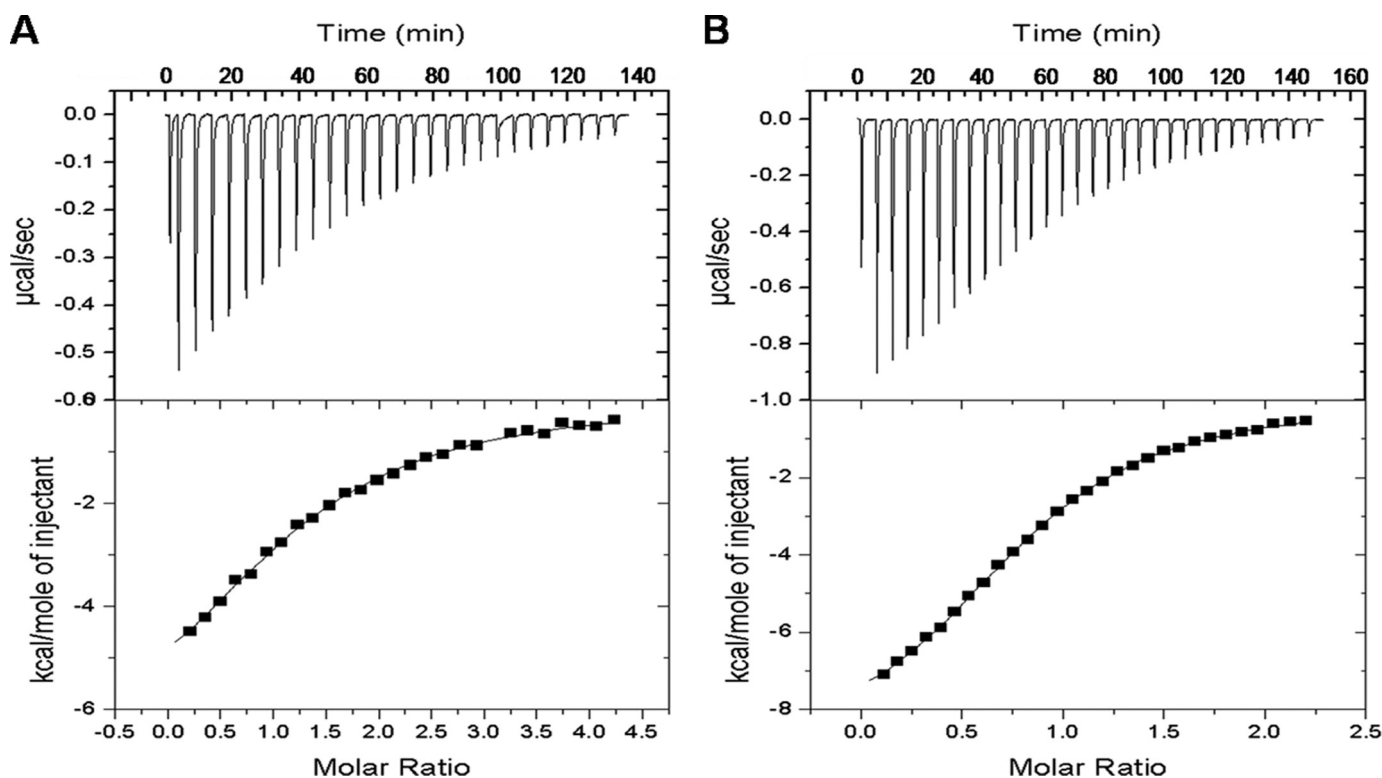 A
Time (min)
0 20 40 60 80 100 120 140
0.0
-0.1
-0.2
-0.3
-0.4
-0.5
-0.6
µcal/sec
-2
-4
-6
kcal/mole of injectant
-0.5 0.0 0.5 1.0 1.5 2.0 2.5 3.0 3.5 4.0 4.5
Molar Ratio
B
Time (min)
0 20 40 60 80 100 120 140 160
0.0
-0.2
-0.4
-0.6
-0.8
-1.0
µcal/sec
-2
-4
-6
-8
kcal/mole of injectant
0.0 0.5 1.0 1.5 2.0 2.5
Molar Ratio